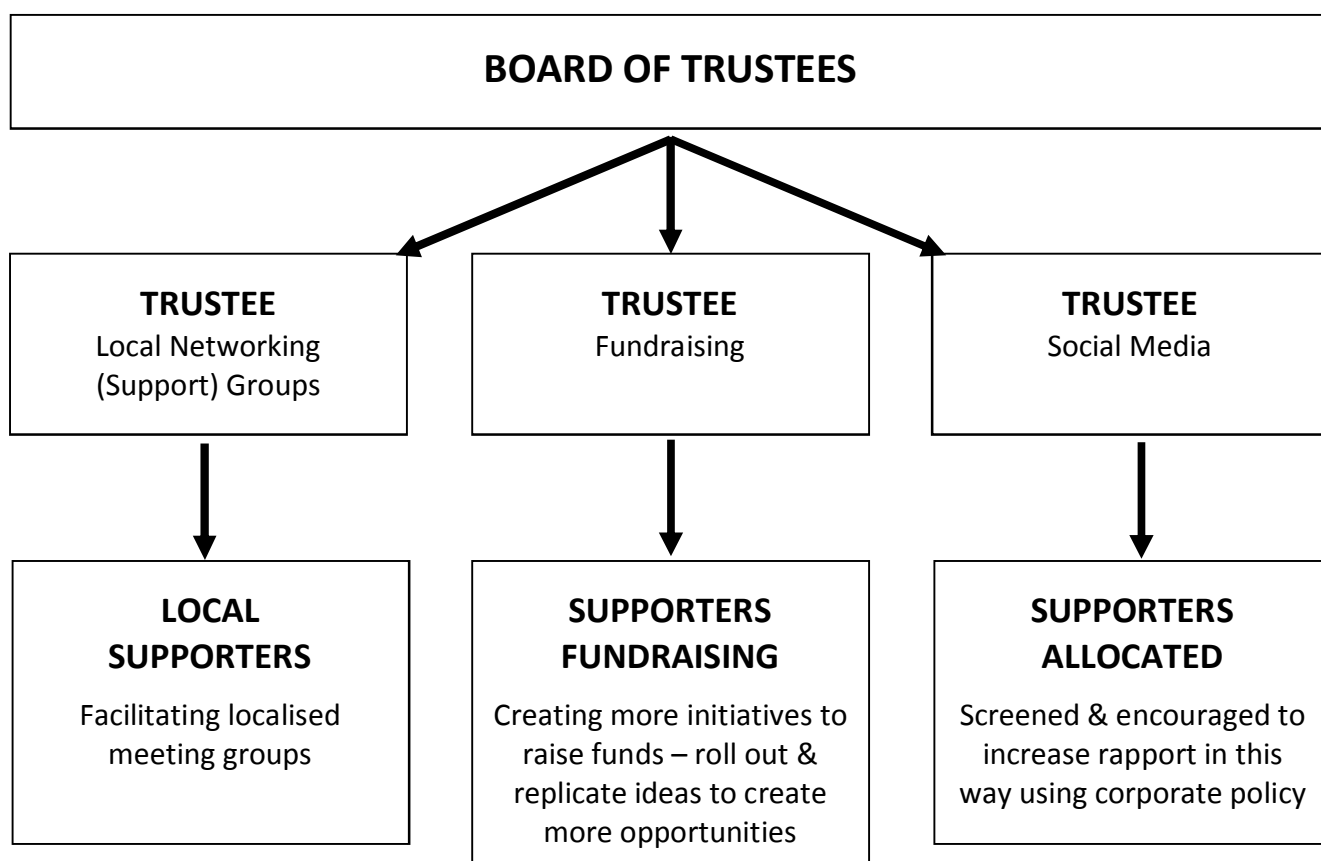 BOARD OF TRUSTEES
TRUSTEE
Local Networking
(Support) Groups
TRUSTEE
Fundraising
TRUSTEE
Social Media
LOCAL
SUPPORTERS
Facilitating localised
meeting groups
SUPPORTERS
FUNDRAISING
Creating more initiatives to
raise funds – roll out &
replicate ideas to create
more opportunities
SUPPORTERS
ALLOCATED
Screened & encouraged to
increase rapport in this
way using corporate policy